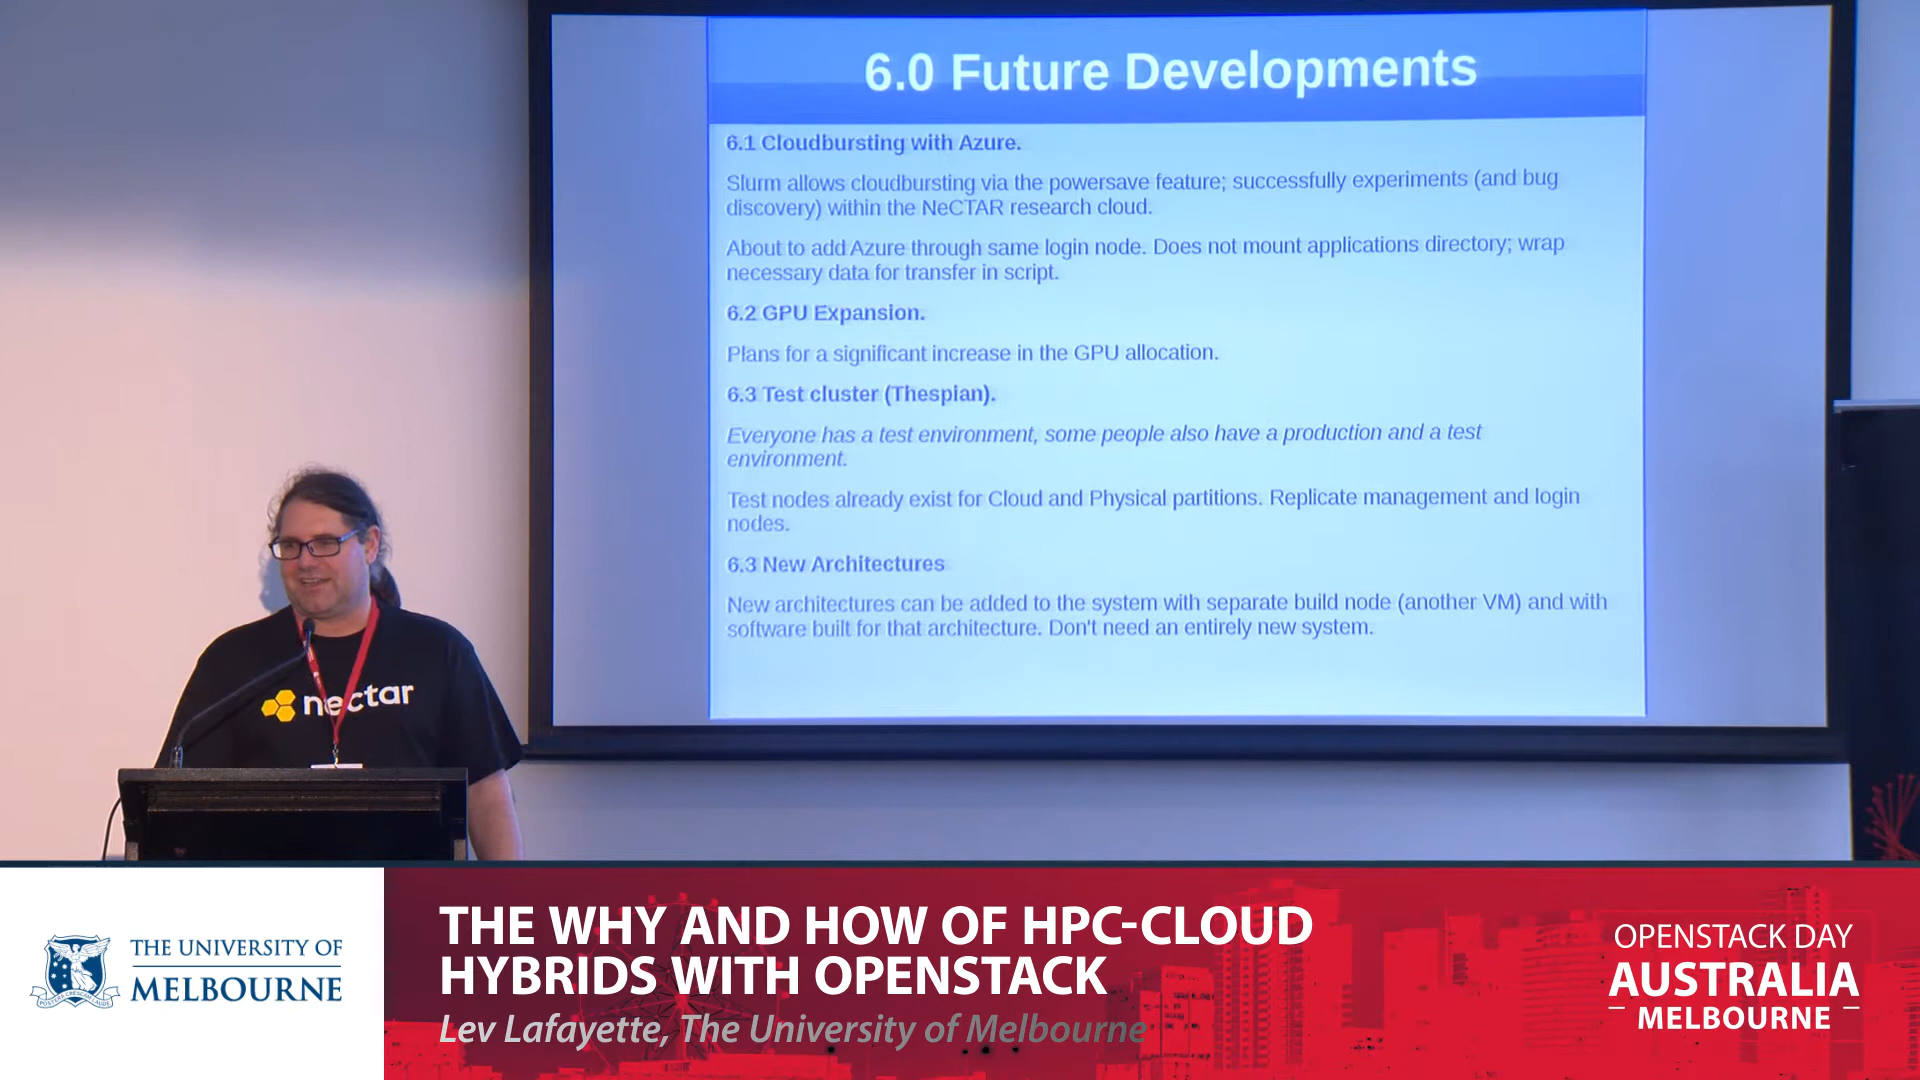 6.0 Future Developments
6.1 Cloudbursting with Azure.
Slurm allows cloudbursting via the powersave feature; successfully experiments (and bug
discovery) within the NeCTAR research cloud.
About to add Azure through same login node. Does not mount applications directory; wrap
necessary data for transfer in script.
6.2 GPU Expansion.
Plans for a significant increase in the GPU allocation.
6.3 Test cluster (Thespian).
Everyone has a test environment, some people also have a production and a test
environment.
Test nodes already exist for Cloud and Physical partitions. Replicate management and login
nodes.
6.3 New Architectures
New architectures can be added to the system with separate build node (another VM) and with
software built for that architecture. Don't need an entirely new system.
nectar
THE UNIVERSITY OF
MELBOURNE
THE WHY AND HOW OF HPC-CLOUD
HYBRIDS WITH OPENSTACK
Lev Lafayette, The University of Melbourne
OPENSTACK DAY
AUSTRALIA
MELBOURNE